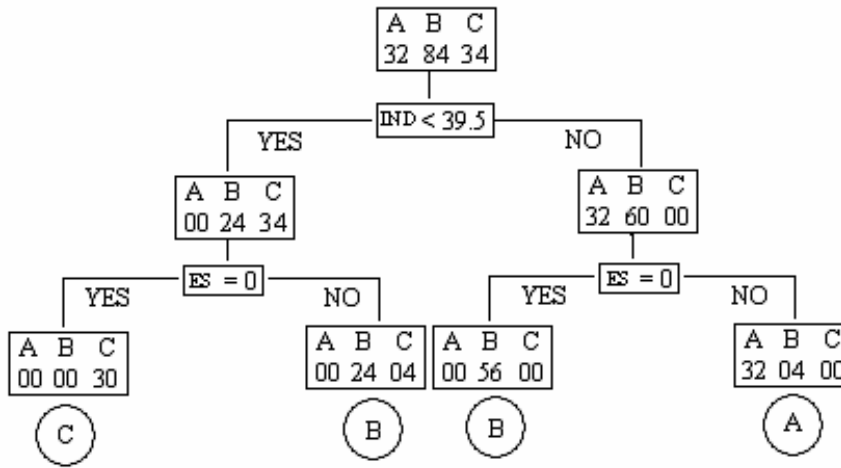 A B C
32 84 34
IND < 39.5
YES
NO
A B C
00 24 34
A B C
32 60 00
ES = 0
ES = 0
YES
NO
YES
NO
A B C
00 00 30
A B C
00 24 04
A B C
00 56 00
A B C
32 04 00
C
B
B
A